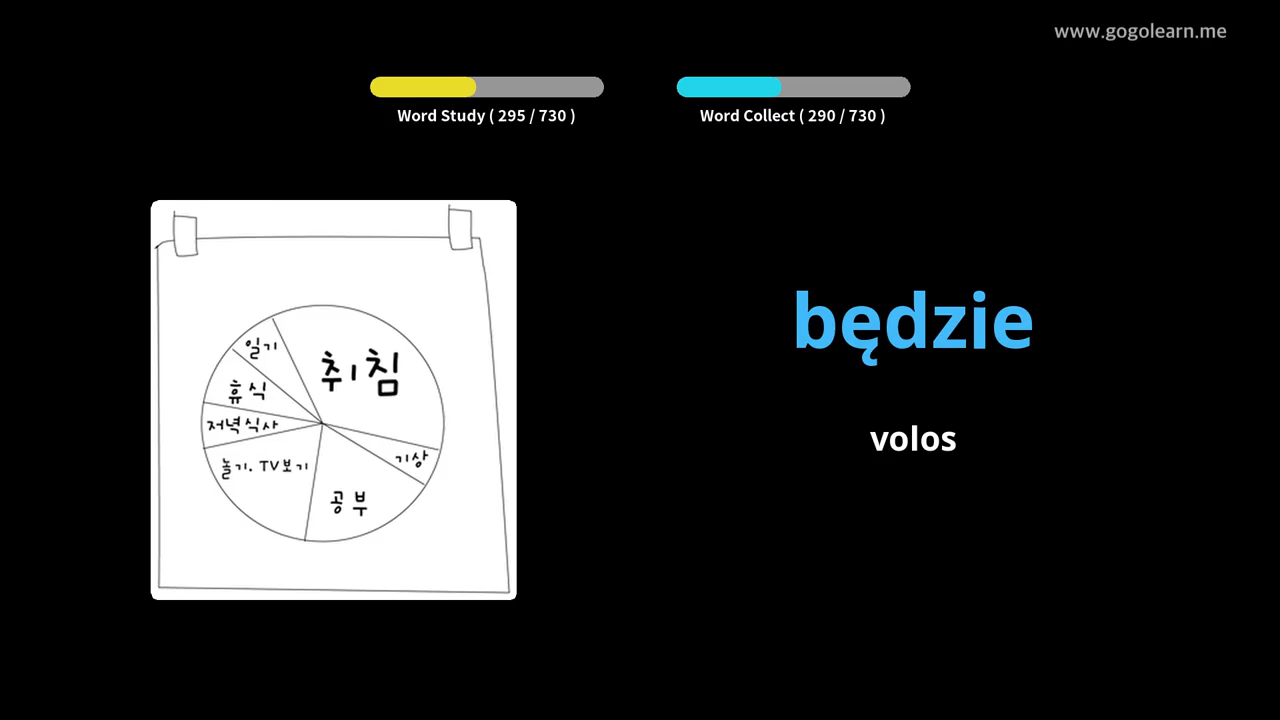 www.gogolearn.me
Word Study ( 295 / 730 )
Word Collect ( 290 / 730 )
일기
취침
휴식
저녁식사
놀기. TV보기
기상
공부
będzie
volos